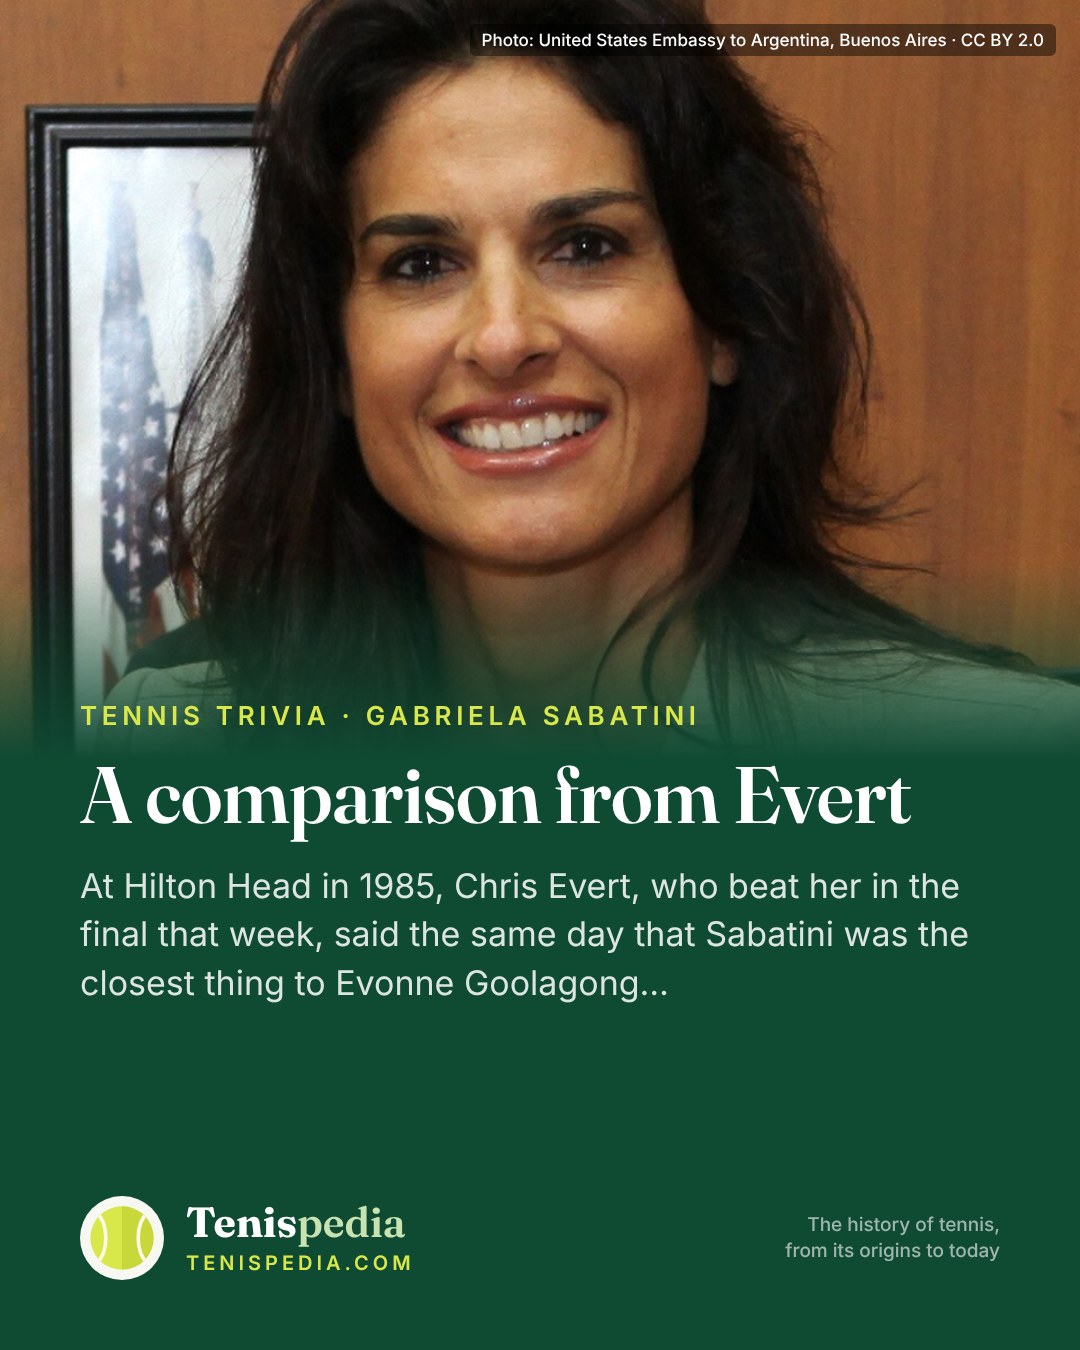 Photo: United States Embassy to Argentina, Buenos Aires · CC BY 2.0
TENNIS TRIVIA · GABRIELA SABATINI
A comparison from Evert
At Hilton Head in 1985, Chris Evert, who beat her in the
final that week, said the same day that Sabatini was the
closest thing to Evonne Goolagong...
Tenispedia
TENISPEDIA.COM
The history of tennis,
from its origins to today